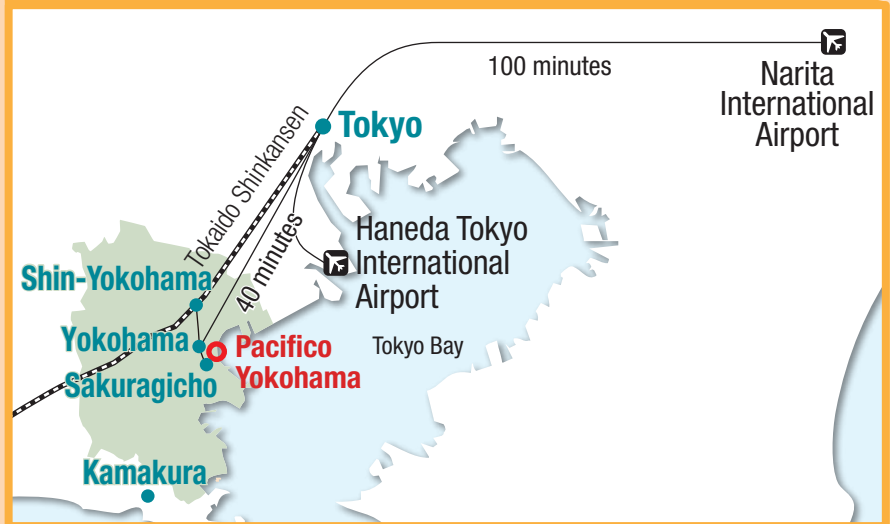 100 minutes
Narita
International
Airport
Tokyo
Tokaido Shinkansen
40 minutes
Haneda Tokyo
International
Airport
Shin-Yokohama
Yokohama
Pacifico
Yokohama
Tokyo Bay
Sakuragicho
Kamakura